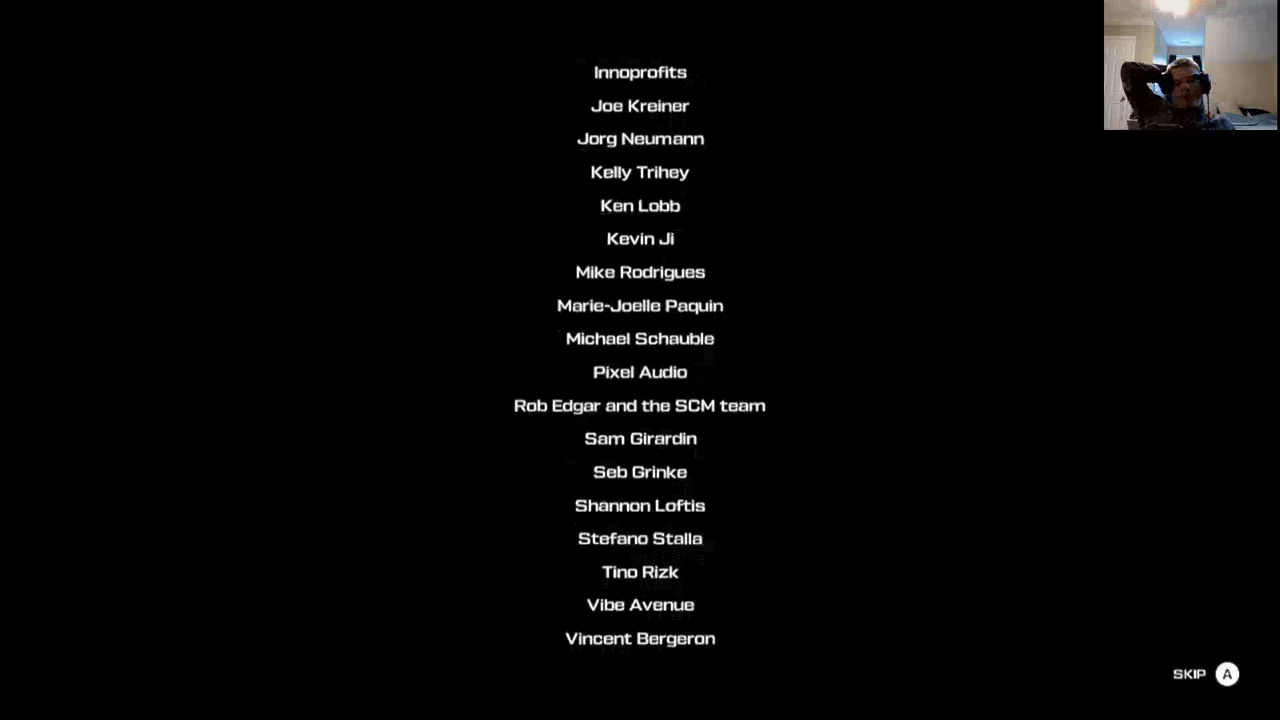 Innoprofits
Joe Kreiner
Jorg Neumann
Kelly Trihey
Ken Lobb
Kevin Ji
Mike Rodrigues
Marie-Joelle Paquin
Michael Schauble
Pixel Audio
Rob Edgar and the SCM team
Sam Girardin
Seb Grinke
Shannon Loftis
Stefano Stalla
Tino Rizk
Vibe Avenue
Vincent Bergeron
SKIP A